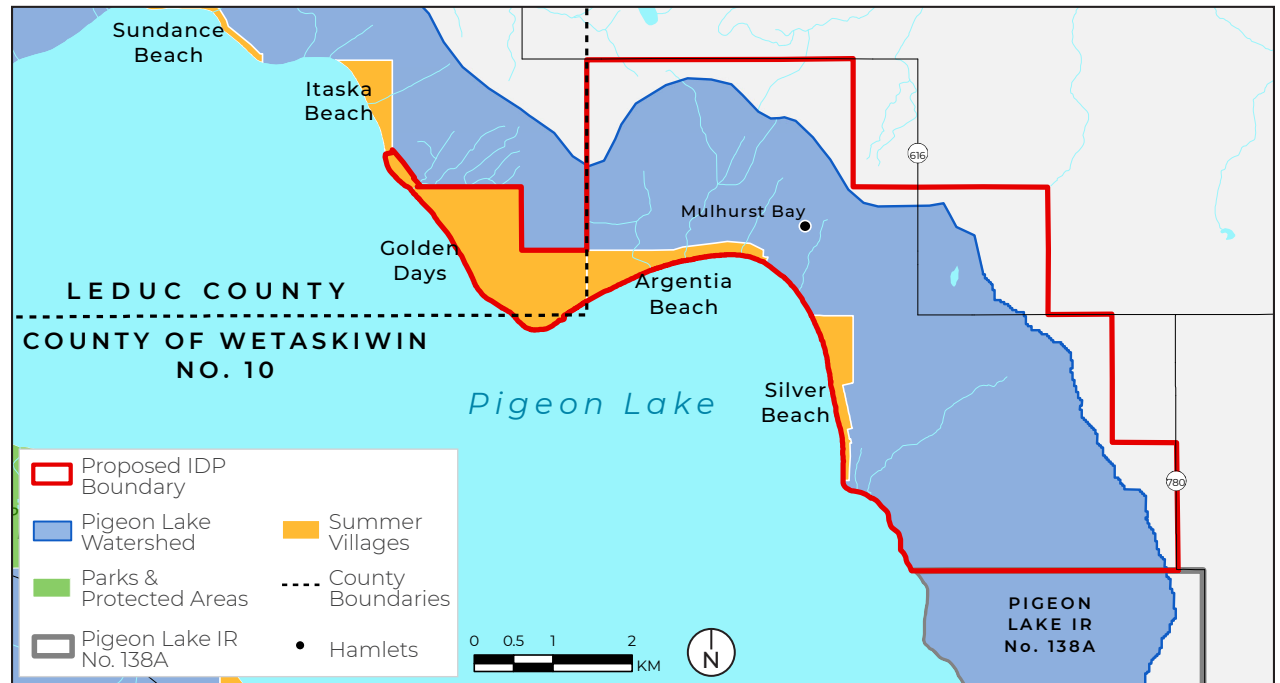 Sundance
Beach
Itaska
Beach
616
Mulhurst Bay
Golden
Days
Argentia
Beach
LEDUC COUNTY
COUNTY OF WETASKIWIN
NO. 10
Pigeon Lake
Silver
Beach
780
Proposed IDP
Boundary
Pigeon Lake
Watershed
Parks &
Protected Areas
Pigeon Lake IR
No. 138A
Summer
Villages
County
Boundaries
Hamlets
0 0.5 1 2
KM
N
PIGEON
LAKE IR
No. 138A